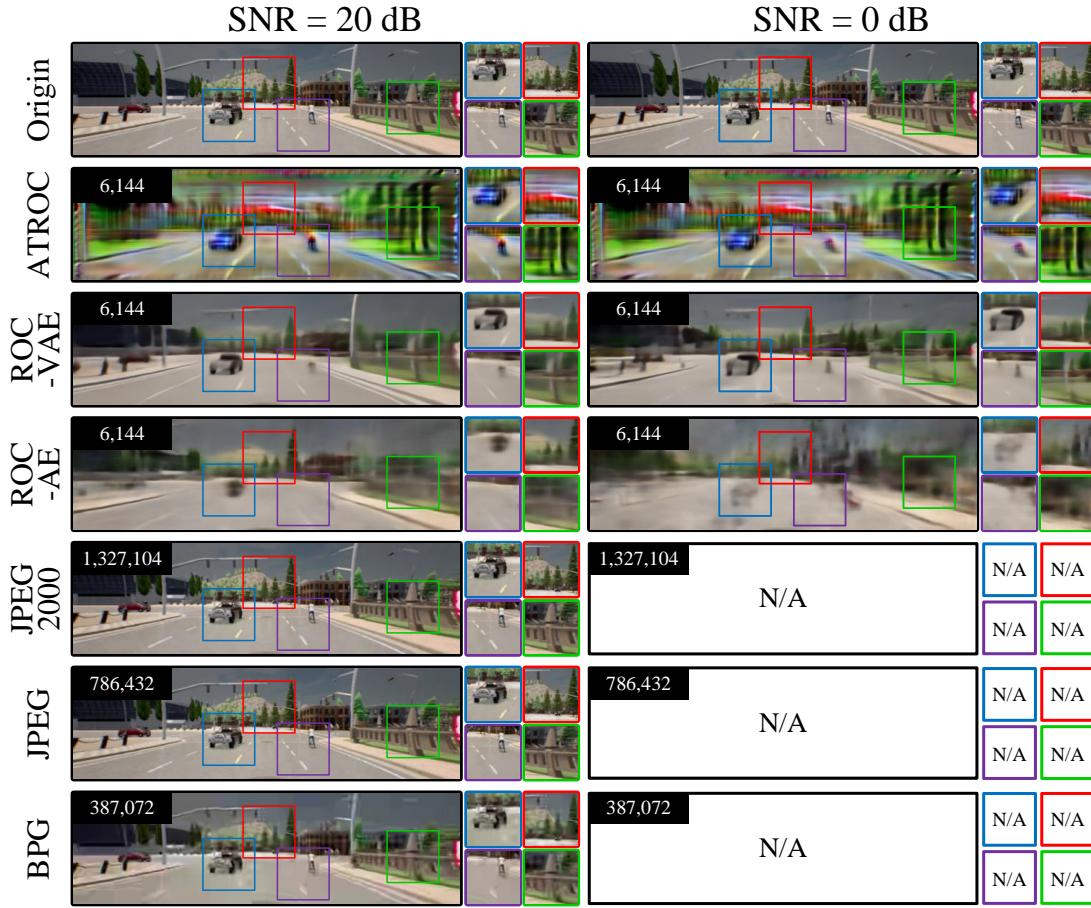 SNR = 20 dB
SNR = 0 dB
Origin
ATROC
6,144
6,144
ROC
-VAE
6,144
6,144
ROC
-AE
6,144
6,144
JPEG
2000
1,327,104
1,327,104
N/A
N/A
N/A
N/A
N/A
JPEG
786,432
786,432
N/A
N/A
N/A
N/A
N/A
BPG
387,072
387,072
N/A
N/A
N/A
N/A
N/A